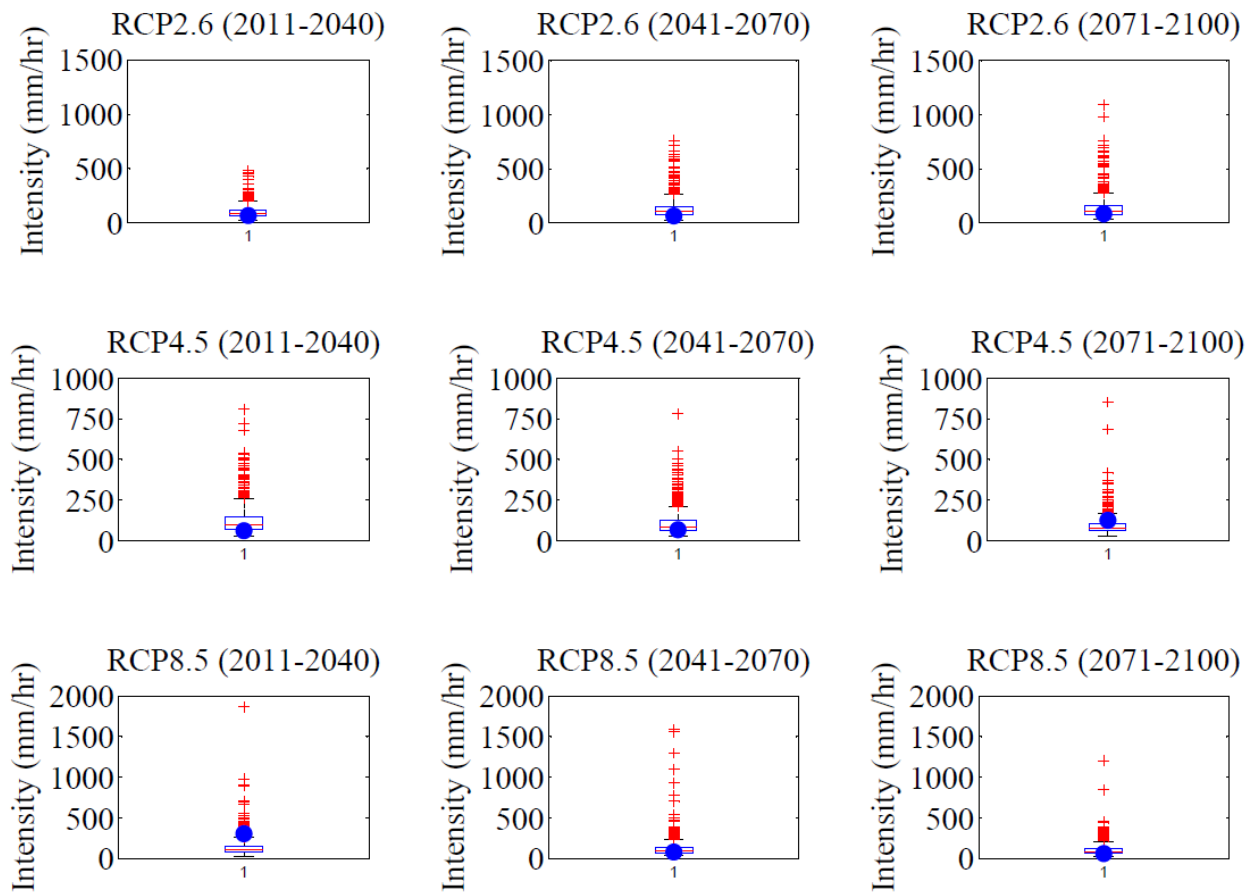 RCP2.6 (2011-2040)
Intensity (mm/hr)
1500
1000
500
0
1
RCP2.6 (2041-2070)
Intensity (mm/hr)
1500
1000
500
0
1
RCP2.6 (2071-2100)
Intensity (mm/hr)
1500
1000
500
0
1
RCP4.5 (2011-2040)
Intensity (mm/hr)
1000
750
500
250
0
1
RCP4.5 (2041-2070)
Intensity (mm/hr)
1000
750
500
250
0
1
RCP4.5 (2071-2100)
Intensity (mm/hr)
1000
750
500
250
0
1
RCP8.5 (2011-2040)
Intensity (mm/hr)
2000
1500
1000
500
0
1
RCP8.5 (2041-2070)
Intensity (mm/hr)
2000
1500
1000
500
0
1
RCP8.5 (2071-2100)
Intensity (mm/hr)
2000
1500
1000
500
0
1